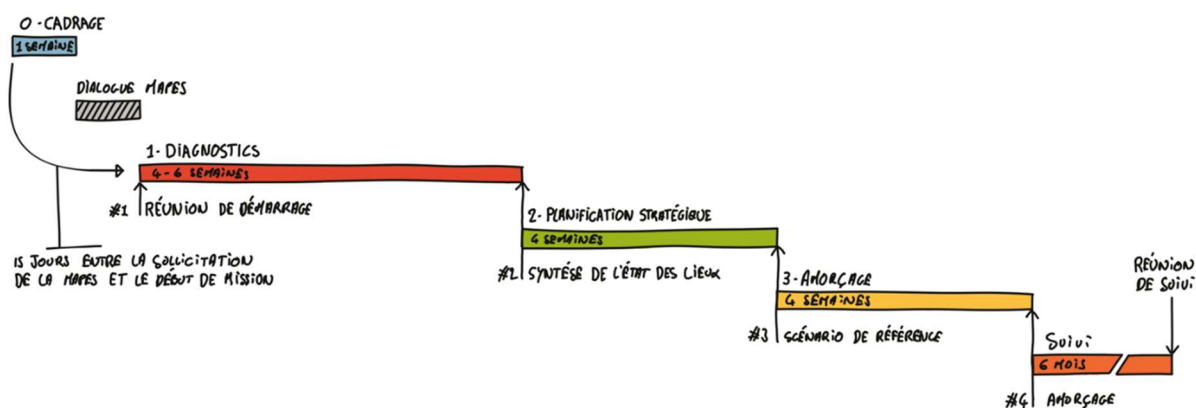 0 - CADRAGE
1 SEMAINE
DIALOGUE MAPES
1- DIAGNOSTICS
4 - 6 SEMAINES
#1 RÉUNION DE DÉMARRAGE
15 JOURS ENTRE LA SOLLICITATION
DE LA MAPES ET LE DÉBUT DE MISSION
2- PLANIFICATION STRATÉGIQUE
4 SEMAINES
#2 SYNTÉSE DE L'ÉTAT DES LIEUX
3- AMORÇAGE
4 SEMAINES
#3 SCÉNARIO DE RÉFÉRENCE
RÉUNION
DE SUIVI
SUIVI
6 MOIS
#4 AMORÇAGE